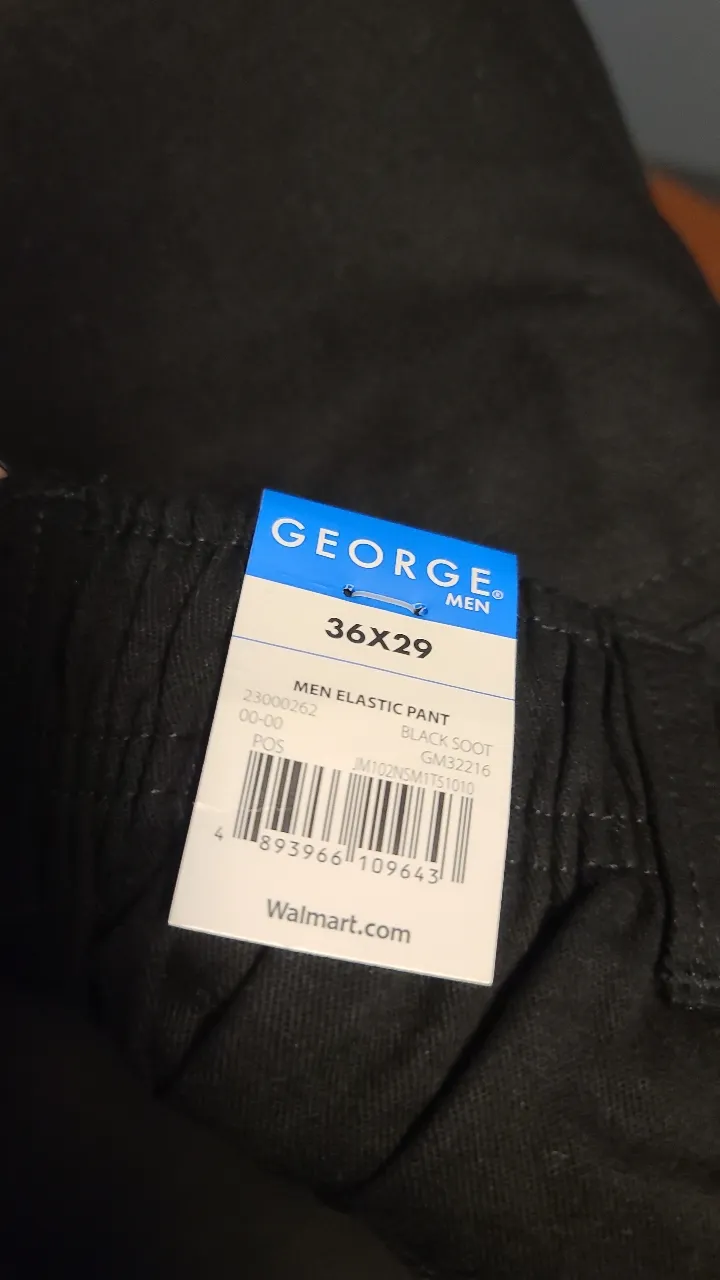 GEORGE®
MEN
36X29
MEN ELASTIC PANT
23000262
BLACK SOOT
00-00
GM32216
POS
JM102NSM1TS1010
4 893966 109643
Walmart.com